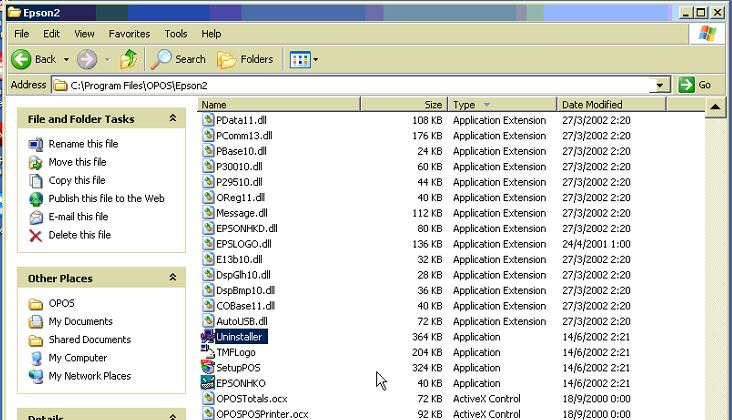 Epson2
File Edit View Favorites Tools Help
Back Search Folders
Address C:\Program Files\OPOS\Epson2 Go
File and Folder Tasks
Rename this file
Move this file
Copy this file
Publish this file to the Web
E-mail this file
Delete this file
Other Places
OPOS
My Documents
Shared Documents
My Computer
My Network Places
Details
Name Size Type Date Modified
PData11.dll 108 KB Application Extension 27/3/2002 2:20
PComm13.dll 176 KB Application Extension 27/3/2002 2:20
PBase10.dll 24 KB Application Extension 27/3/2002 2:20
P30010.dll 60 KB Application Extension 27/3/2002 2:20
P29510.dll 44 KB Application Extension 27/3/2002 2:20
OReg11.dll 40 KB Application Extension 27/3/2002 2:20
Message.dll 112 KB Application Extension 27/3/2002 2:20
EPSONHKD.dll 80 KB Application Extension 27/3/2002 2:20
EPSLOGO.dll 136 KB Application Extension 24/4/2001 1:00
E13b10.dll 32 KB Application Extension 27/3/2002 2:20
DspGlh10.dll 28 KB Application Extension 27/3/2002 2:20
DspBmp10.dll 36 KB Application Extension 27/3/2002 2:20
COBase11.dll 40 KB Application Extension 27/3/2002 2:20
AutoUSB.dll 72 KB Application Extension 27/3/2002 2:20
Uninstaller 364 KB Application 14/6/2002 2:21
TMFLogo 204 KB Application 14/6/2002 2:21
SetupPOS 324 KB Application 14/6/2002 2:21
EPSONHKO 40 KB Application 14/6/2002 2:21
OPOSTotals.ocx 72 KB ActiveX Control 18/9/2000 0:00
OPOSPOSPrinter.ocx 92 KB ActiveX Control 18/9/2000 0:00